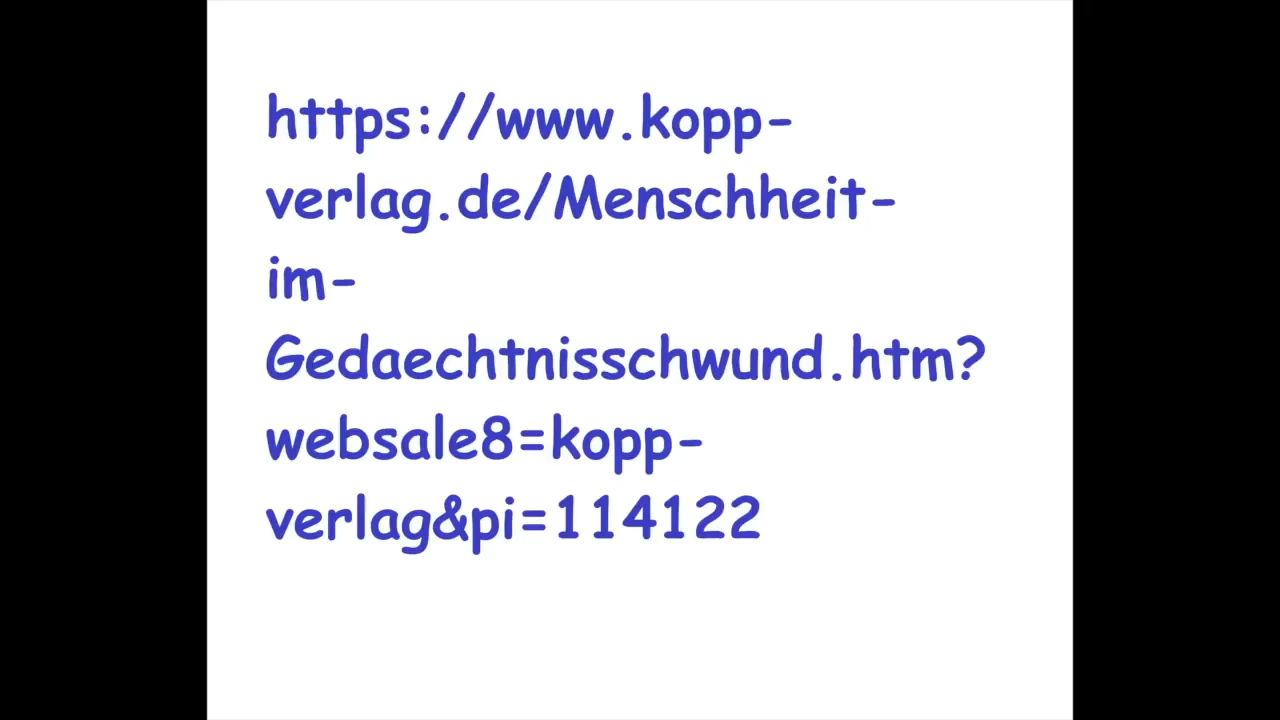 https://www.kopp-
verlag.de/Menschheit-
im-
Gedaechtnisschwund.htm?
websale8=kopp-
verlag&pi=114122